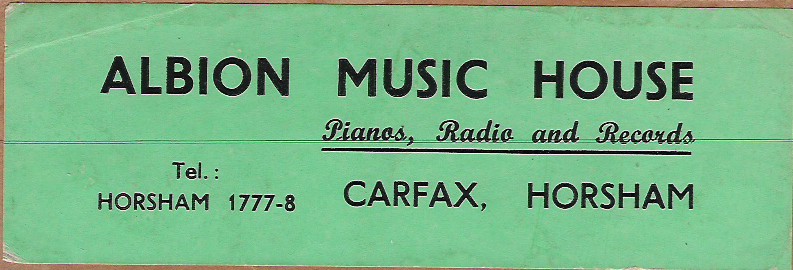 ALBION MUSIC HOUSE
Pianos, Radio and Records
Tel.:
HORSHAM 1777-8
CARFAX, HORSHAM